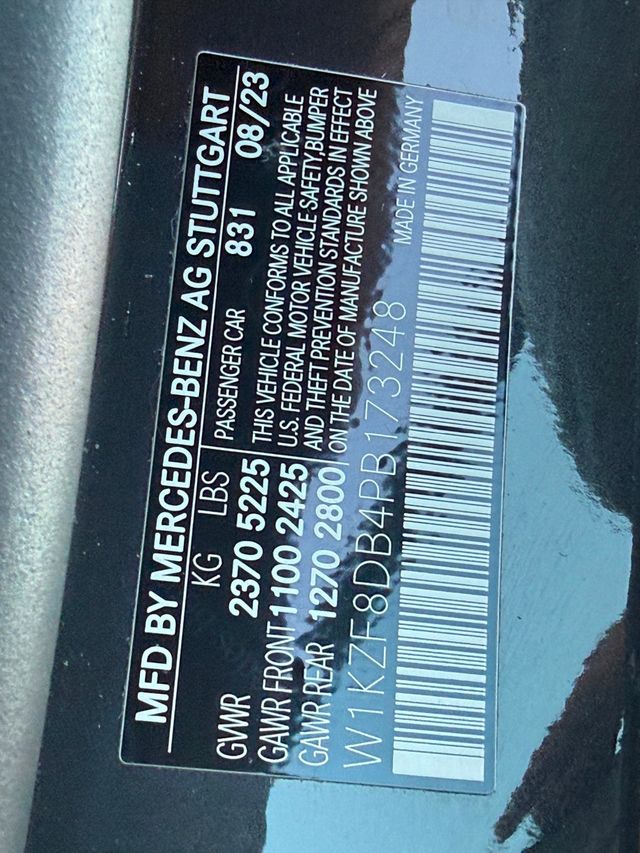 MFD BY MERCEDES-BENZ AG STUTTGART
KG LBS PASSENGER CAR 831 08/23
GVWR 2370 5225 THIS VEHICLE CONFORMS TO ALL APPLICABLE
GAWR FRONT 1100 2425 U.S. FEDERAL MOTOR VEHICLE SAFETY, BUMPER
GAWR REAR 1270 2800 AND THEFT PREVENTION STANDARDS IN EFFECT
ON THE DATE OF MANUFACTURE SHOWN ABOVE
W1KZF8DB4PB173248 MADE IN GERMANY